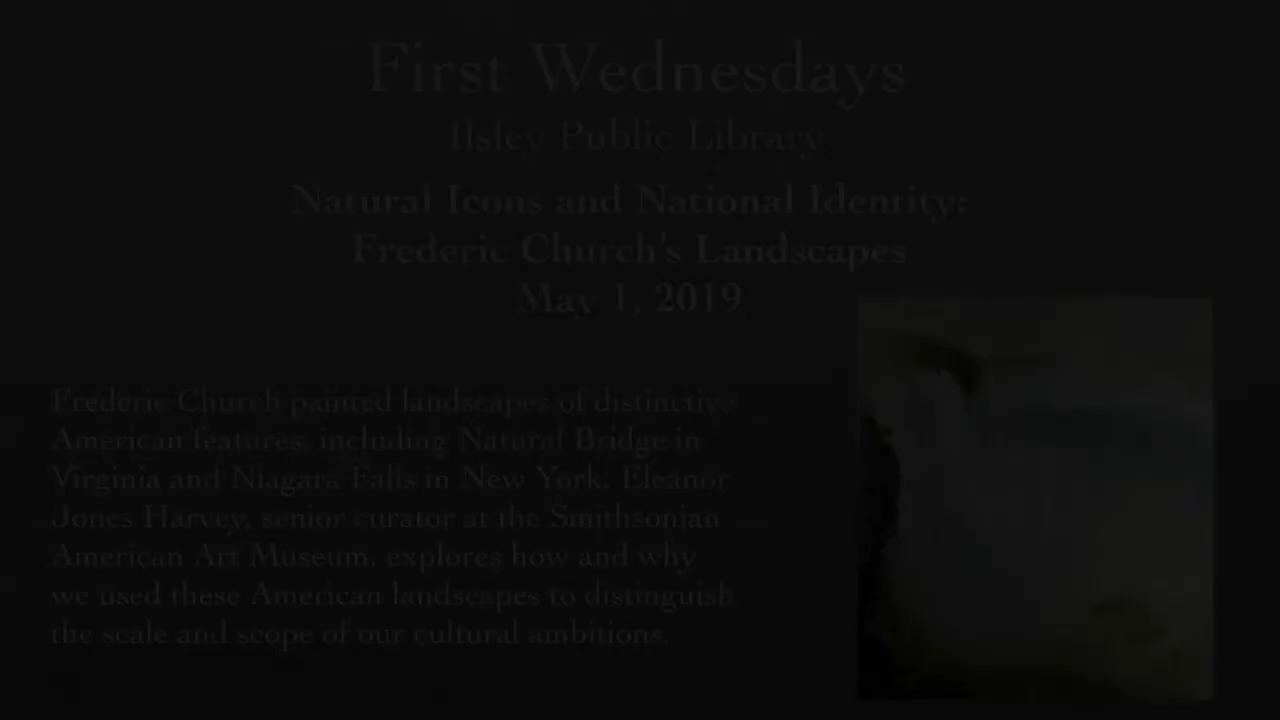 First Wednesdays
Ilsley Public Library
Natural Icons and National Identity:
Frederic Church's Landscapes
May 1, 2019
Frederic Church painted landscapes of distinctive
American features, including Natural Bridge in
Virginia and Niagara Falls in New York. Eleanor
Jones Harvey, senior curator at the Smithsonian
American Art Museum, explores how and why
we used these American landscapes to distinguish
the scale and scope of our cultural ambitions.